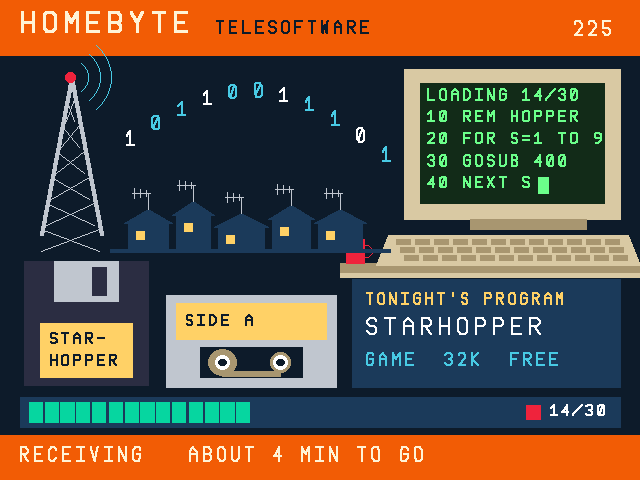 HOMEBYTE TELESOFTWARE 225
1 0 1 1 0 0 1 1 1 0 1
LOADING 14/30
10 REM HOPPER
20 FOR S=1 TO 9
30 GOSUB 400
40 NEXT S
STAR-
HOPPER
SIDE A
TONIGHT'S PROGRAM
STARHOPPER
GAME 32K FREE
14/30
RECEIVING ABOUT 4 MIN TO GO